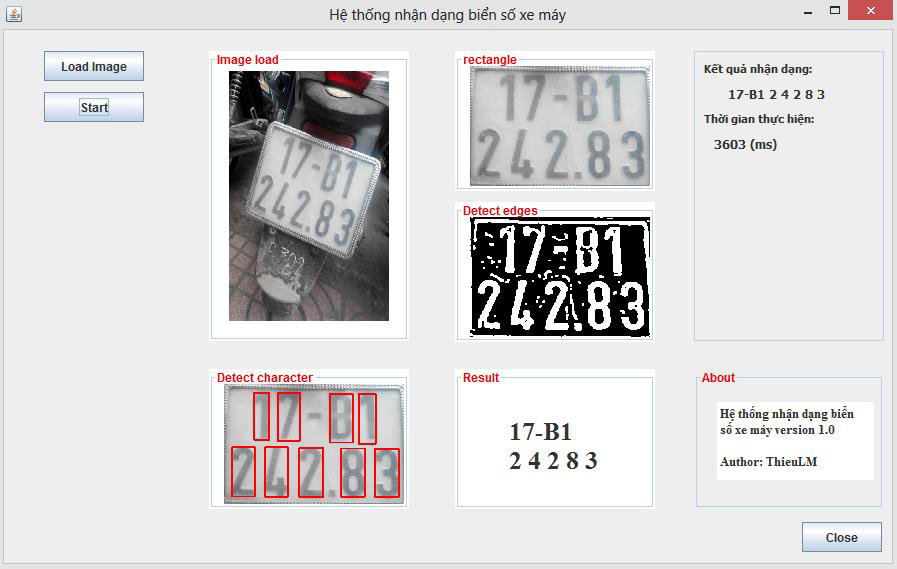 Hệ thống nhận dạng biển số xe máy
Load Image
Start
Image load
17-B1
242.83
rectangle
17-B1
242.83
Detect edges
17-B1
242.83
Kết quả nhận dạng:
17-B1 2 4 2 8 3
Thời gian thực hiện:
3603 (ms)
Detect character
17-B1
242.83
Result
17-B1
2 4 2 8 3
About
Hệ thống nhận dạng biển
số xe máy version 1.0
Author: ThieuLM
Close